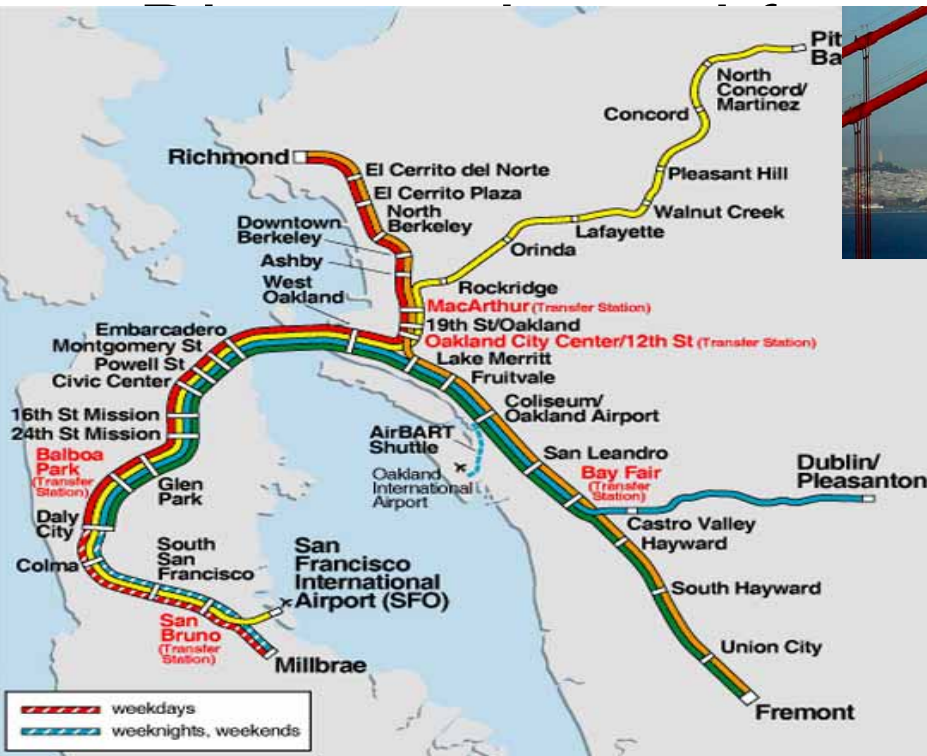 Pit
Ba
North
Concord/
Martinez
Concord
Richmond
El Cerrito del Norte
Pleasant Hill
El Cerrito Plaza
North
Berkeley
Walnut Creek
Downtown
Berkeley
Lafayette
Orinda
Ashby
West
Oakland
Rockridge
MacArthur (Transfer Station)
19th St/Oakland
Oakland City Center/12th St (Transfer Station)
Embarcadero
Montgomery St
Powell St
Civic Center
Lake Merritt
Fruitvale
Coliseum/
Oakland Airport
16th St Mission
24th St Mission
AirBART
Shuttle
San Leandro
Balboa
Park
(Transfer
Station)
Glen
Park
Oakland
International
Airport
Bay Fair
(Transfer
Station)
Dublin/
Pleasanton
Daly
City
Castro Valley
Hayward
Colma
South
San
Francisco
San
Francisco
International
Airport (SFO)
South Hayward
San
Bruno
(Transfer
Station)
Millbrae
Union City
Fremont
weekdays
weeknights, weekends